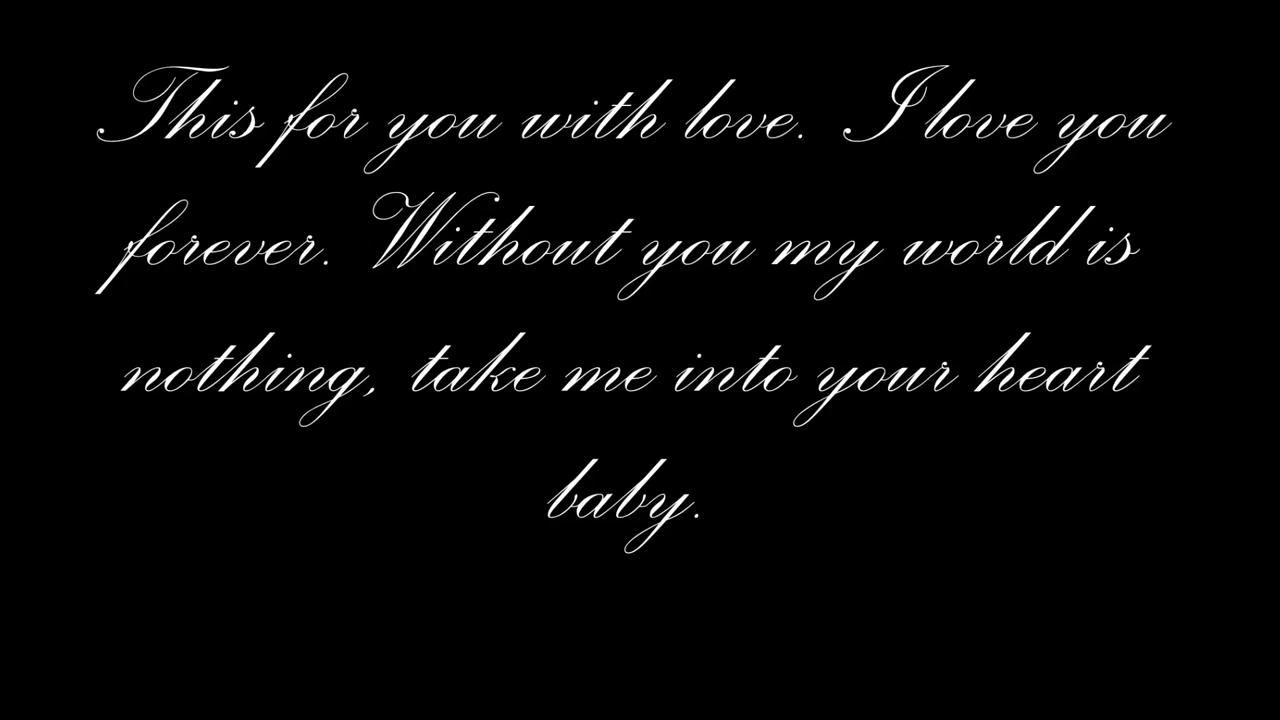 This for you with love. I love you
forever. Without you my world is
nothing, take me into your heart
baby.